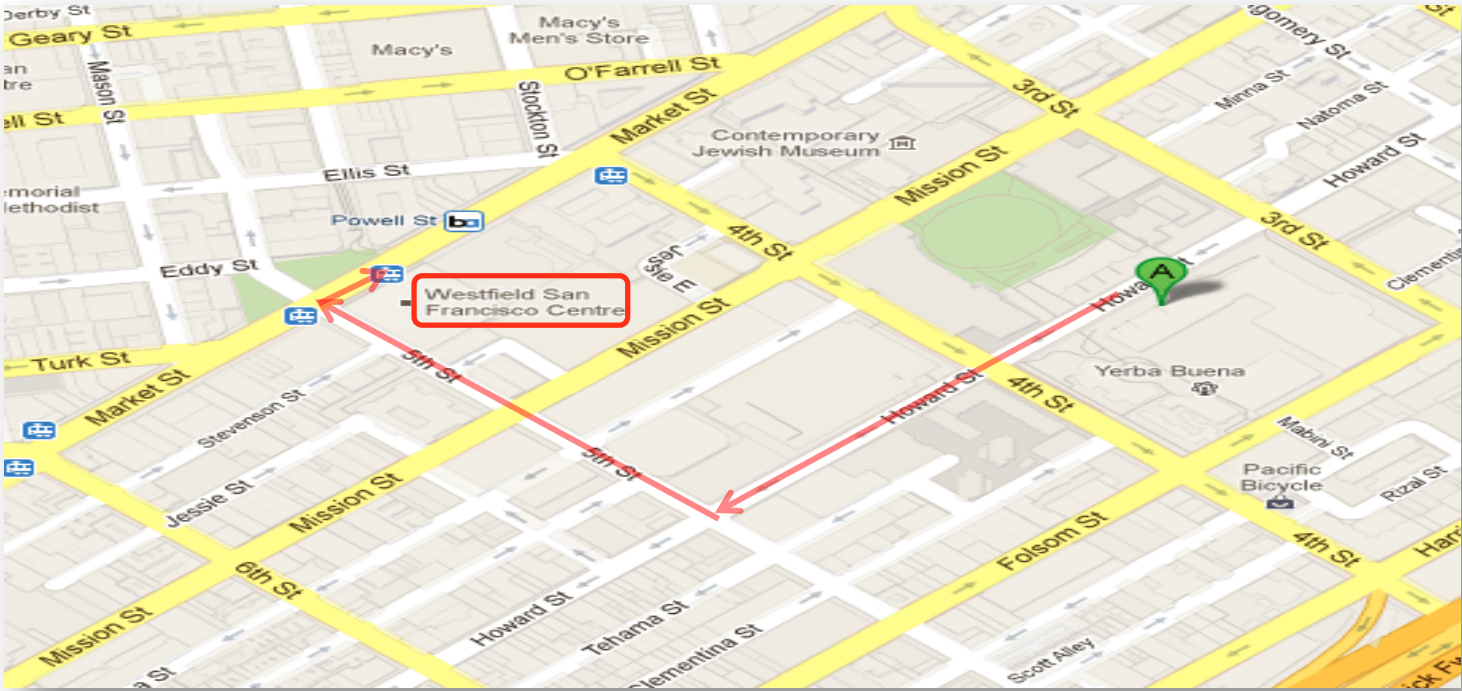 Derby St
Geary St
Macy's
Macy's
Men's Store
Mason St
O'Farrell St
Stockton St
Market St
3rd St
Minna St
Natoma St
Howard St
Contemporary
Jewish Museum
Mission St
Ellis St
Powell St
ba
4th St
3rd St
Eddy St
A
Westfield San
Francisco Centre
Mission St
Turk St
Market St
5th St
Howard St
4th St
Yerba Buena
Stevenson St
5th St
Mabini St
Pacific
Bicycle
Rizal St
Jessie St
Mission St
Folsom St
4th St
6th St
Howard St
Tehama St
Mission St
Scott Alley